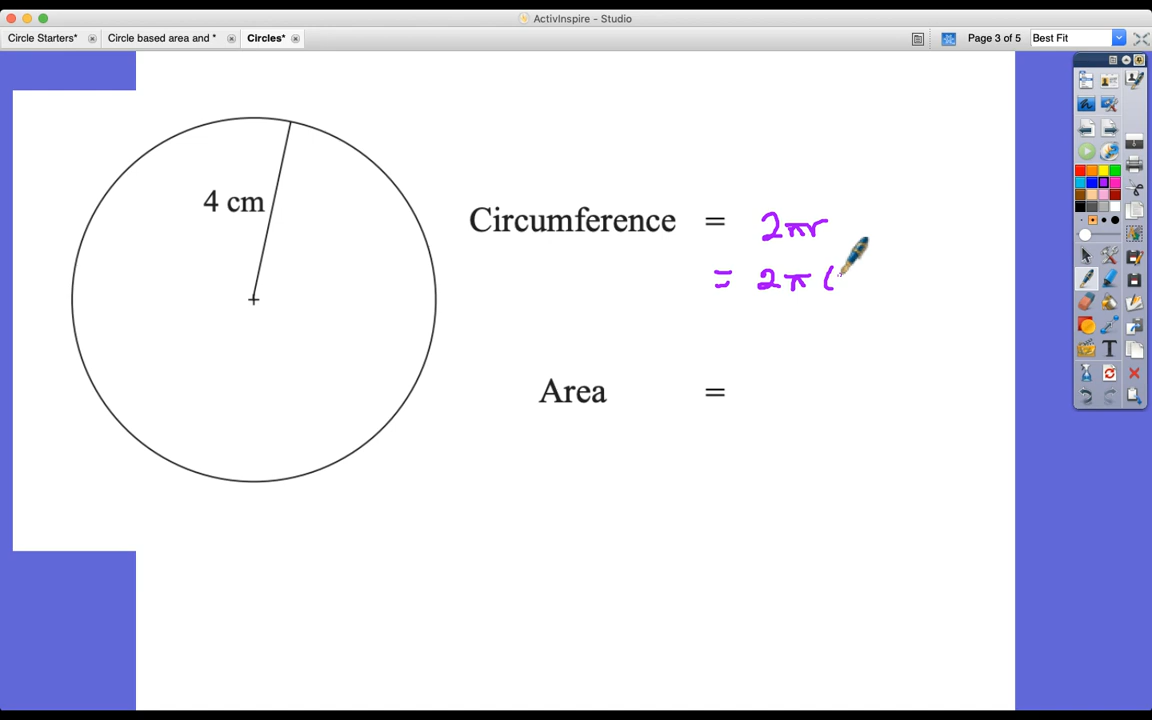 ActivInspire - Studio
Circle Starters* Circle based area and * Circles* Page 3 of 5 Best Fit
4 cm
Circumference = 2πr
= 2π (
Area =